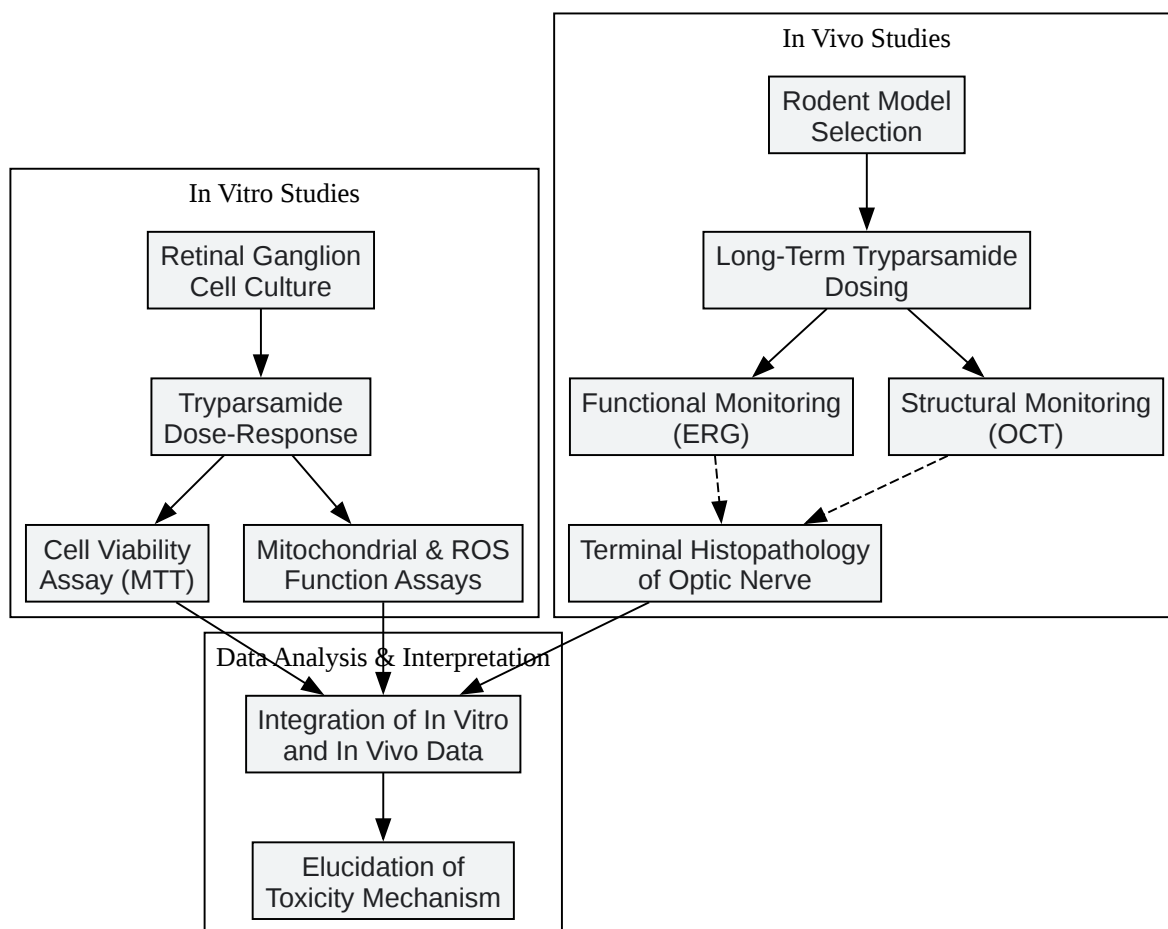 In Vivo Studies
Rodent Model
Selection
Long-Term Tryparsamide
Dosing
Functional Monitoring
(ERG)
Structural Monitoring
(OCT)
Terminal Histopathology
of Optic Nerve
In Vitro Studies
Retinal Ganglion
Cell Culture
Tryparsamide
Dose-Response
Cell Viability
Assay (MTT)
Mitochondrial & ROS
Function Assays
Data Analysis & Interpretation
Integration of In Vitro
and In Vivo Data
Elucidation of
Toxicity Mechanism